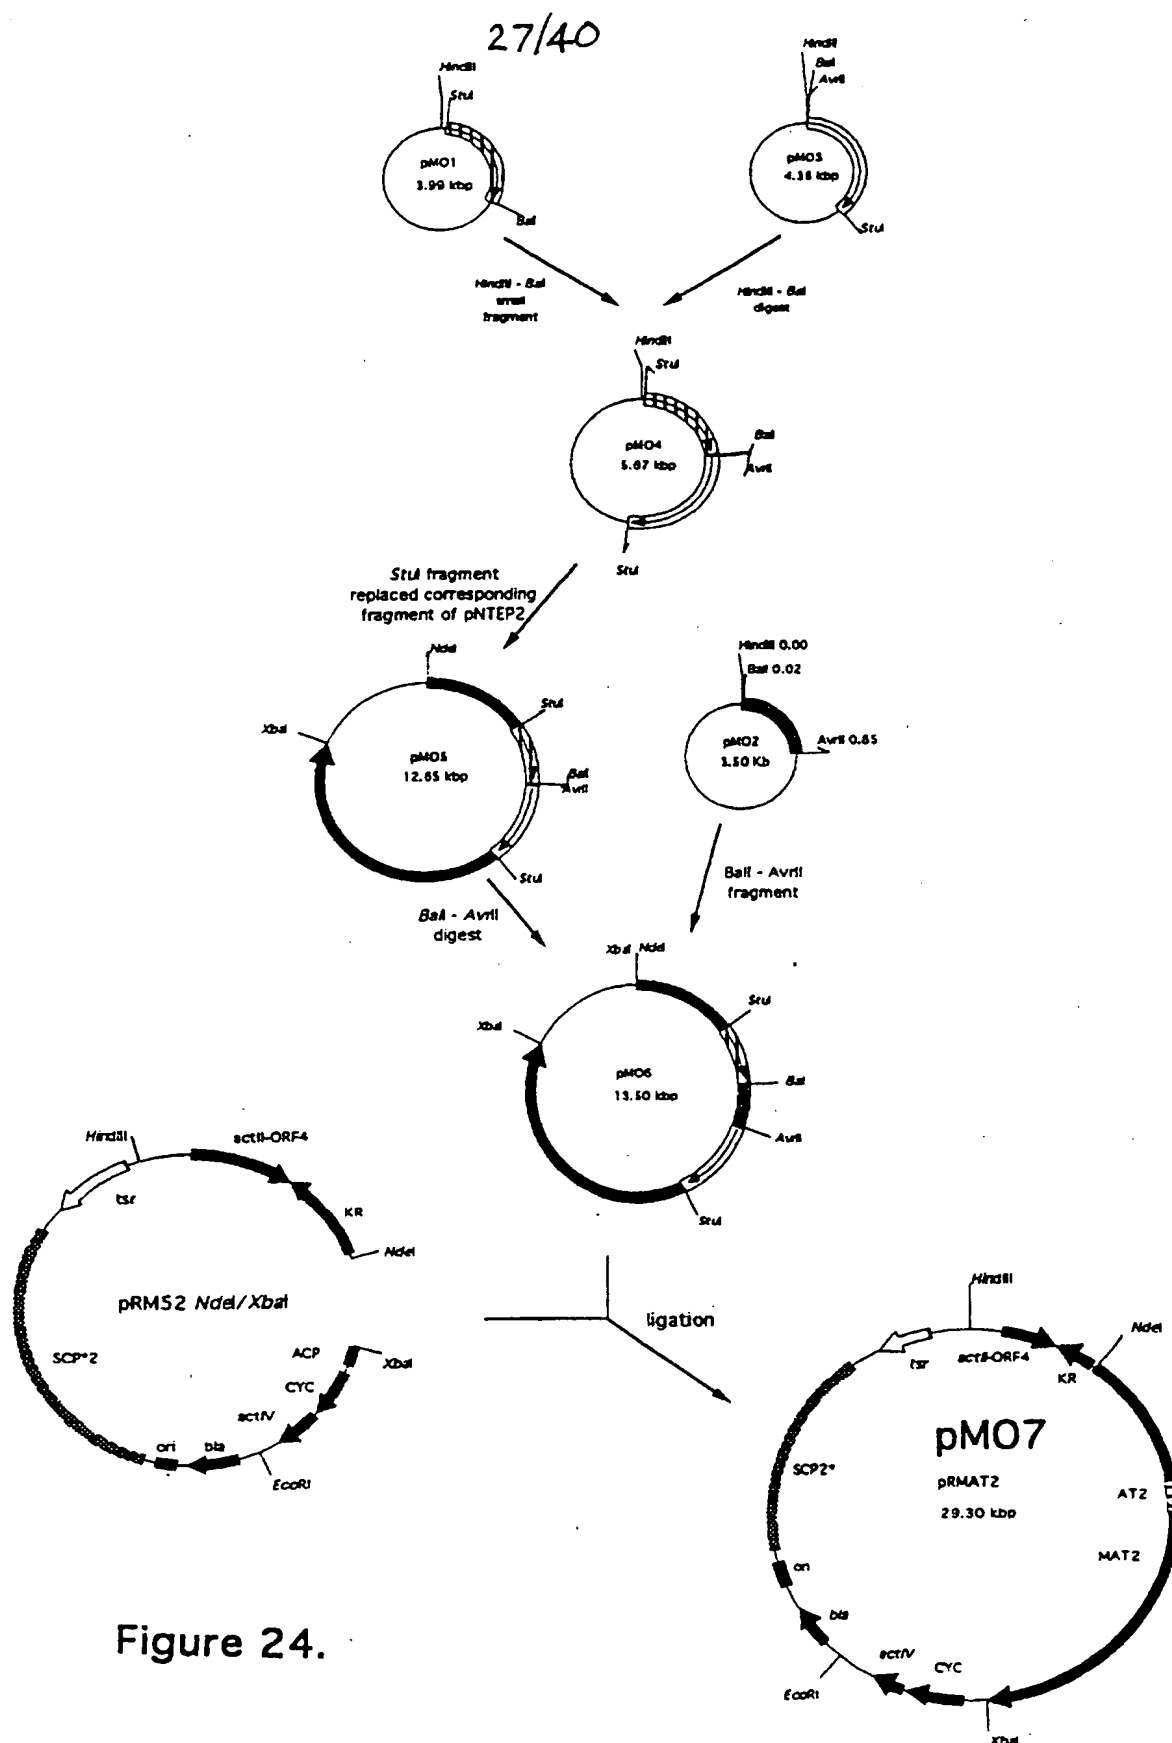 27/40
HindIII
StuI
pMO1
3.99 kbp
BalI
HindIII
BalI
AvrII
pMO3
4.38 kbp
StuI
HindIII - BalI
small
fragment
HindIII - BalI
digest
HindIII
StuI
pMO4
5.67 kbp
BalI
AvrII
StuI
StuI fragment
replaced corresponding
fragment of pNTEP2
NdeI
StuI
XbaI
pMO5
12.65 kbp
BalI
AvrII
StuI
HindIII 0.00
BalI 0.02
pMO2
3.50 Kb
AvrII 0.85
BalI - AvrII
digest
BalI - AvrII
fragment
XbaI NdeI
StuI
XbaI
pMO6
13.50 kbp
BalI
AvrII
StuI
HindIII
actII-ORF4
tsr
KR
NdeI
pRM52 NdeI/XbaI
SCP*2
ACP
XbaI
CYC
actIV
ori
bla
EcoRI
ligation
HindIII
NdeI
tsr
actII-ORF4
KR
pMO7
pRMAT2
29.30 kbp
SCP2*
AT2
MAT2
ori
bla
actIV
CYC
EcoRI
XbaI
Figure 24.